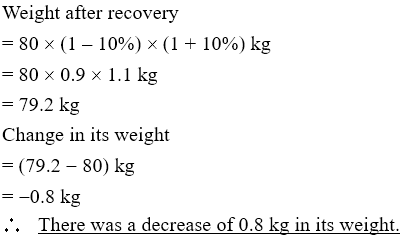 Weight after recovery
= 80 × (1 – 10%) × (1 + 10%) kg
= 80 × 0.9 × 1.1 kg
= 79.2 kg
Change in its weight
= (79.2 − 80) kg
= −0.8 kg
∴ There was a decrease of 0.8 kg in its weight.